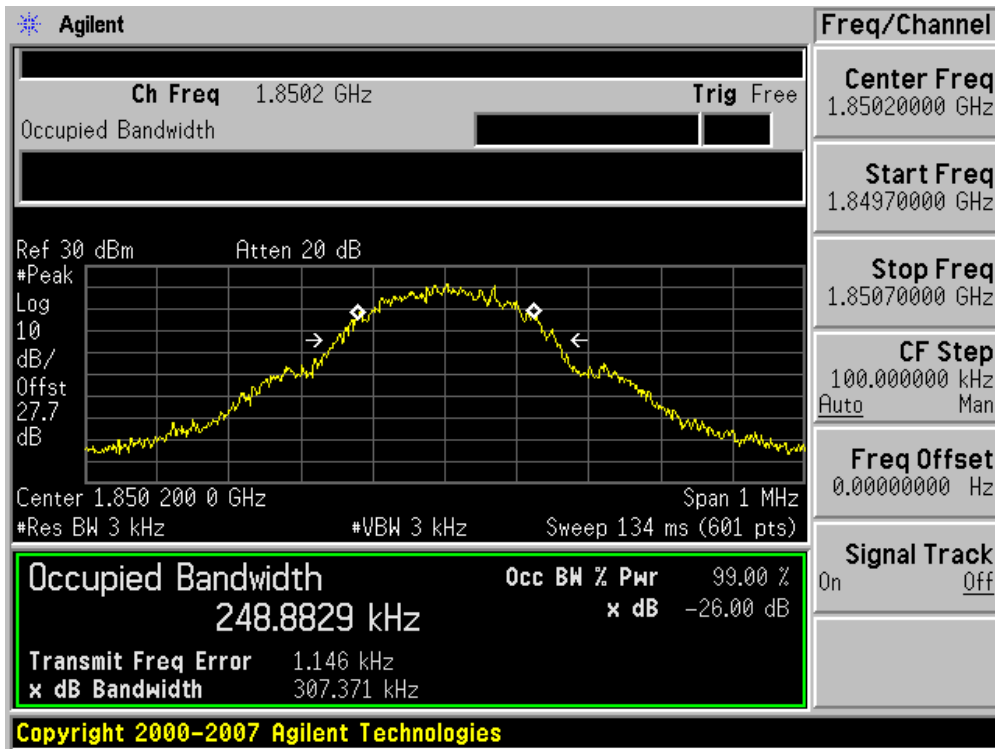 Agilent
Freq/Channel
Ch Freq 1.8502 GHz Trig Free
Occupied Bandwidth
Center Freq
1.85020000 GHz
Start Freq
1.84970000 GHz
Stop Freq
1.85070000 GHz
CF Step
100.000000 kHz
Auto Man
Freq Offset
0.00000000 Hz
Signal Track
On Off
Ref 30 dBm Atten 20 dB
#Peak
Log
10
dB/
Offst
27.7
dB
Center 1.850 200 0 GHz Span 1 MHz
#Res BW 3 kHz #VBW 3 kHz Sweep 134 ms (601 pts)
Occupied Bandwidth Occ BW % Pwr 99.00 %
248.8829 kHz x dB -26.00 dB
Transmit Freq Error 1.146 kHz
x dB Bandwidth 307.371 kHz
Copyright 2000-2007 Agilent Technologies